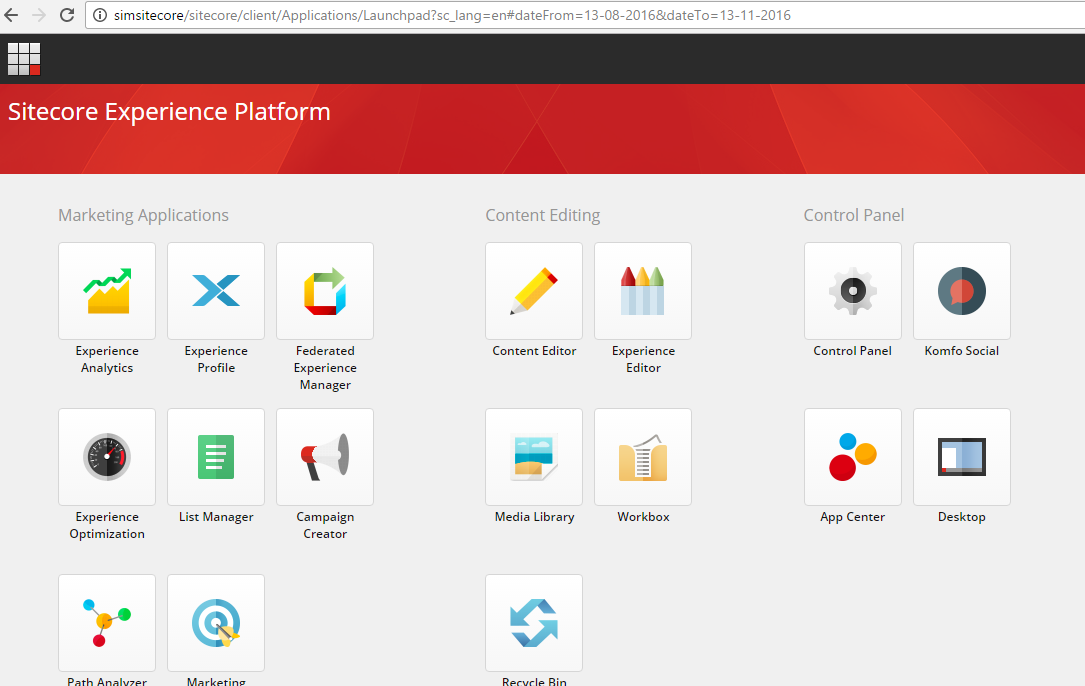 simsitecore/sitecore/client/Applications/Launchpad?sc_lang=en#dateFrom=13-08-2016&dateTo=13-11-2016
Sitecore Experience Platform
Marketing Applications
Experience
Analytics
Experience
Profile
Federated
Experience
Manager
Experience
Optimization
List Manager
Campaign
Creator
Path Analyzer
Marketing
Content Editing
Content Editor
Experience
Editor
Media Library
Workbox
Recycle Bin
Control Panel
Control Panel
Komfo Social
App Center
Desktop